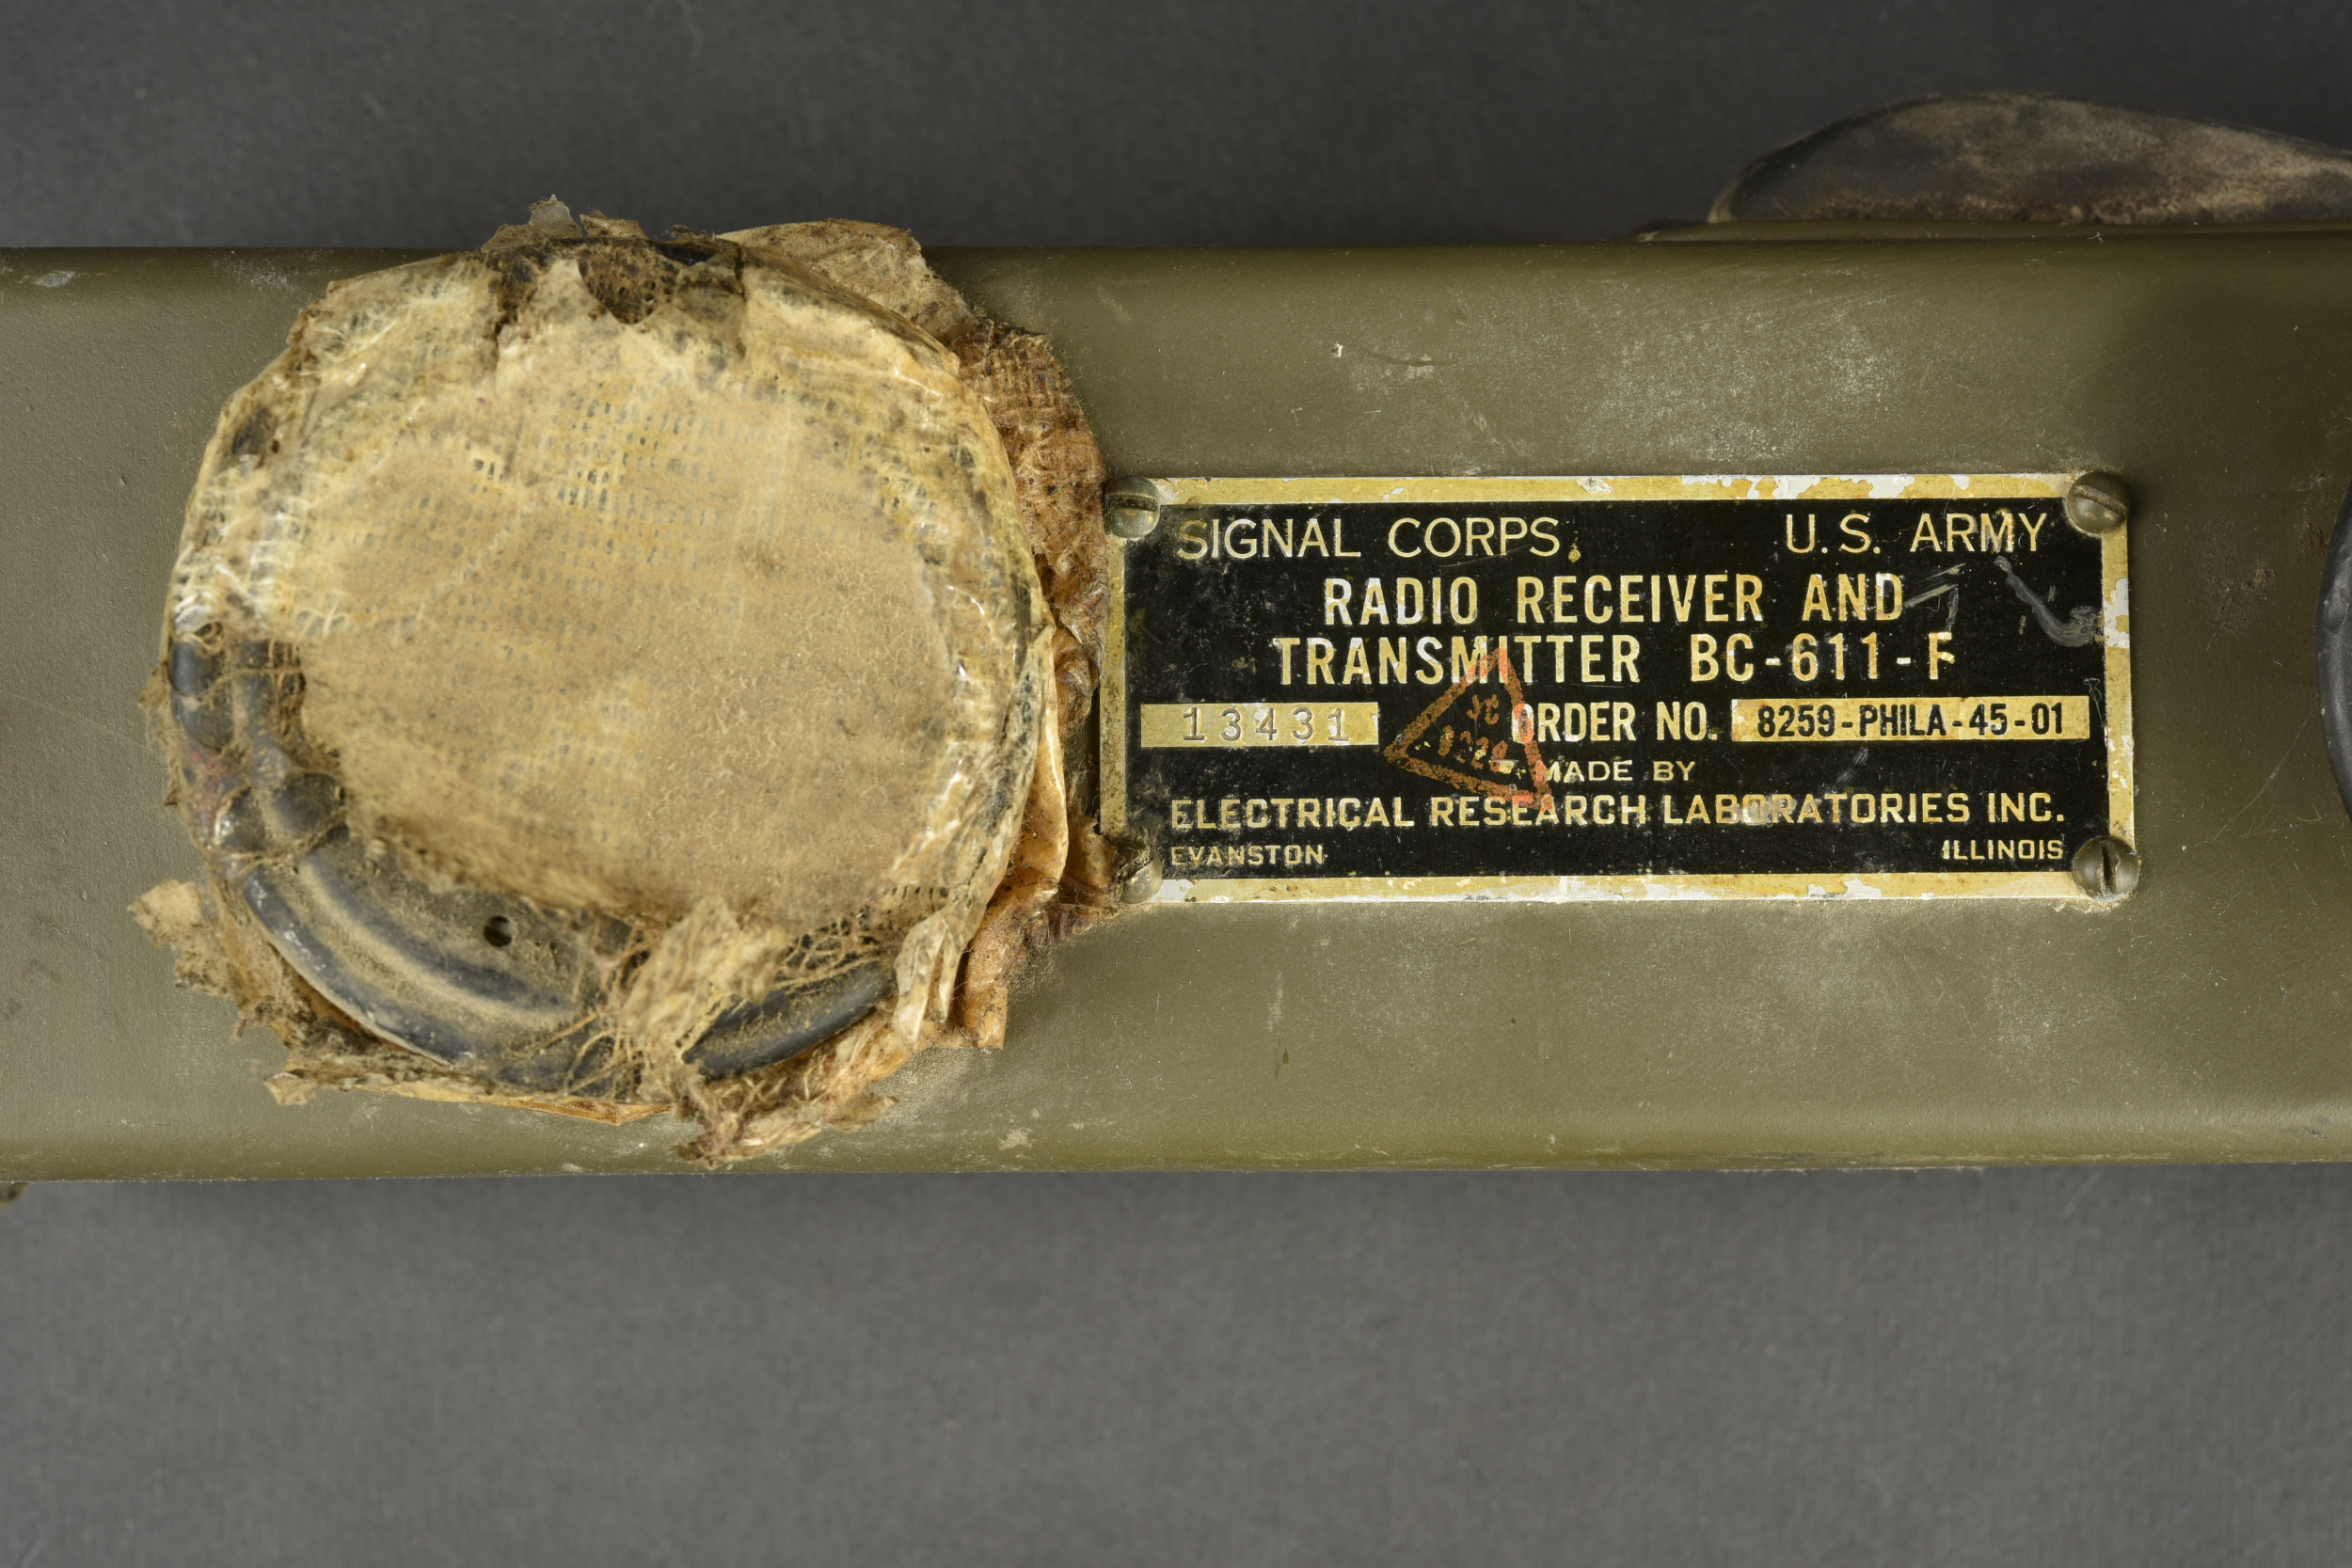 SIGNAL CORPS, U.S. ARMY
RADIO RECEIVER AND
TRANSMITTER BC-611-F
13431 ORDER NO. 8259-PHILA-45-01
MADE BY
ELECTRICAL RESEARCH LABORATORIES INC.
EVANSTON ILLINOIS